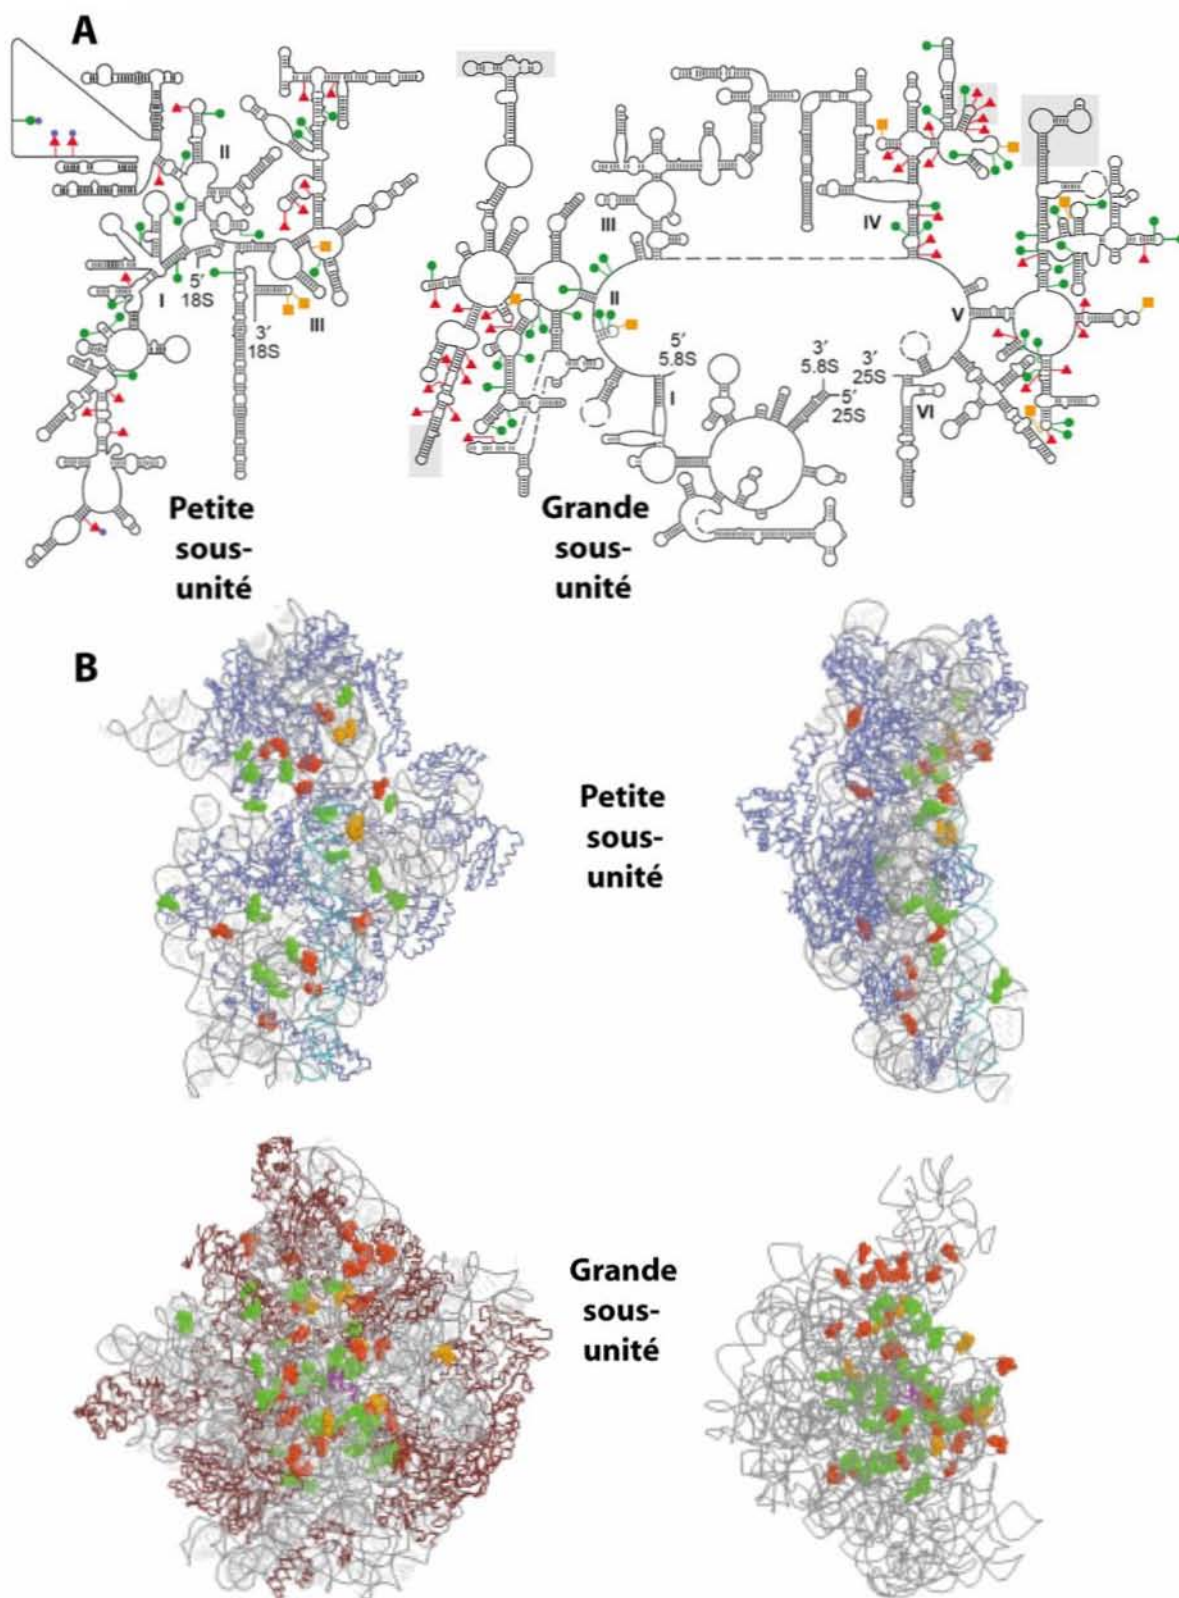 A
II
I
5'
18S
3'
18S
III
Petite
sous-
unité
III
II
IV
V
5'
5.8S
3'
5.8S
3'
25S
5'
25S
I
VI
Grande
sous-
unité
B
Petite
sous-
unité
Grande
sous-
unité